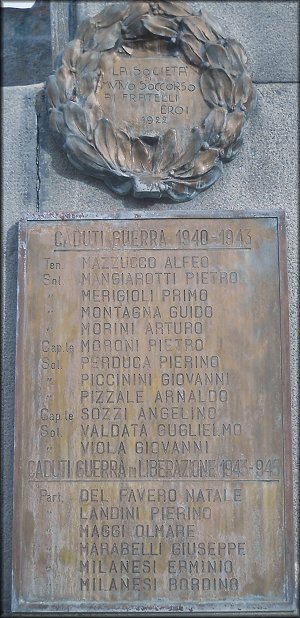 LA SOCIETÀ
MUTUO SOCCORSO
AI FRATELLI
EROI
1922
CADUTI GUERRA 1940-1943
Ten. MAZZUCCO ALFEO
Sol. MANGIAROTTI PIETRO
" MERIGIOLI PRIMO
" MONTAGNA GUIDO
" MORINI ARTURO
Cap.le MORONI PIETRO
Sol. PERDUCA PIERINO
" PICCININI GIOVANNI
" PIZZALE ARNALDO
Cap.le SOZZI ANGELINO
Sol. VALDATA GUGLIELMO
" VIOLA GIOVANNI
CADUTI GUERRA DI LIBERAZIONE 1943-945
Part. DEL PAVERO NATALE
" LANDINI PIERINO
" MAGGI OLMARE
" MARABELLI GIUSEPPE
" MILANESI ERMINIO
" MILANESI BORDINO